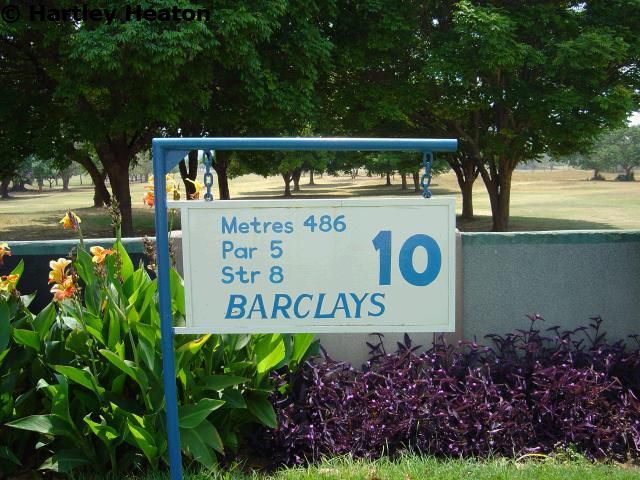 © Hartley Heaton
Metres 486
Par 5
Str 8
10
BARCLAYS